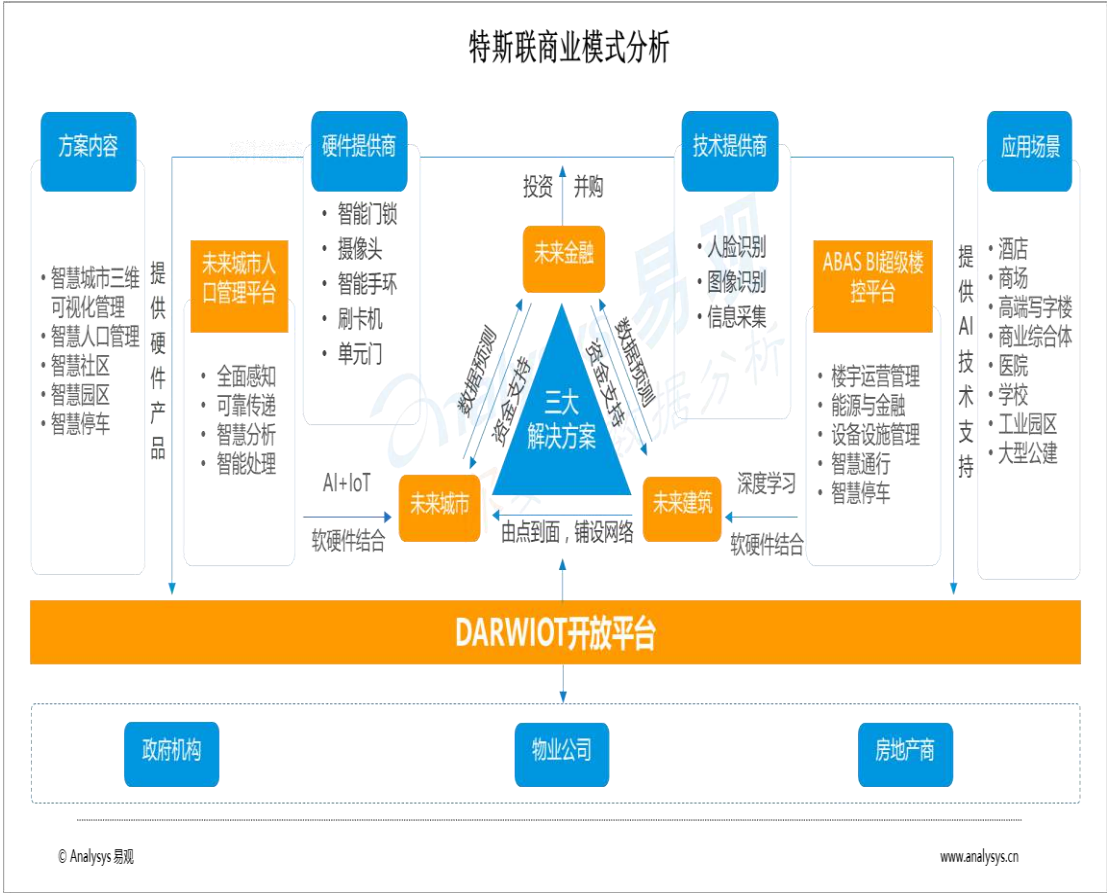 特斯联商业模式分析
方案内容
• 智慧城市三维
可视化管理
• 智慧人口管理
• 智慧社区
• 智慧园区
• 智慧停车
提供硬件产品
未来城市人
口管理平台
• 全面感知
• 可靠传递
• 智慧分析
• 智能处理
硬件提供商
• 智能门锁
• 摄像头
• 智能手环
• 刷卡机
• 单元门
投资 并购
未来金融
数据预测
资金支持
数据预测
资金支持
三大
解决方案
技术提供商
• 人脸识别
• 图像识别
• 信息采集
ABAS BI超级楼
控平台
• 楼宇运营管理
• 能源与金融
• 设备设施管理
• 智慧通行
• 智慧停车
提供AI技术支持
应用场景
• 酒店
• 商场
• 高端写字楼
• 商业综合体
• 医院
• 学校
• 工业园区
• 大型公建
AI+IoT
软硬件结合
未来城市
由点到面，铺设网络
未来建筑
深度学习
软硬件结合
DARWIOT开放平台
政府机构
物业公司
房地产商
© Analysys 易观
www.analysys.cn
易观
数据分析